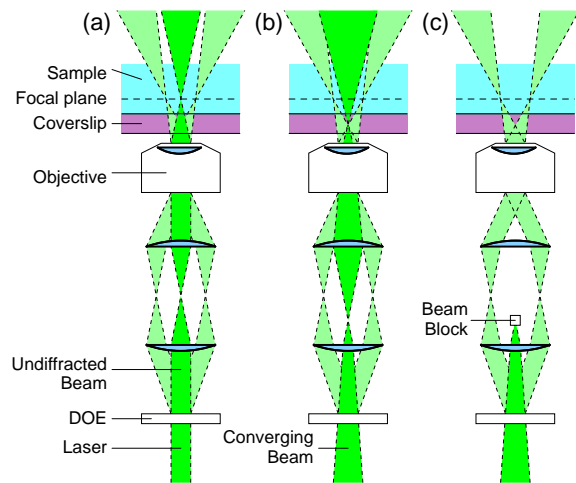 (a)
(b)
(c)
Sample
Focal plane
Coverslip
Objective
Beam
Block
Undiffracted
Beam
DOE
Laser
Converging
Beam